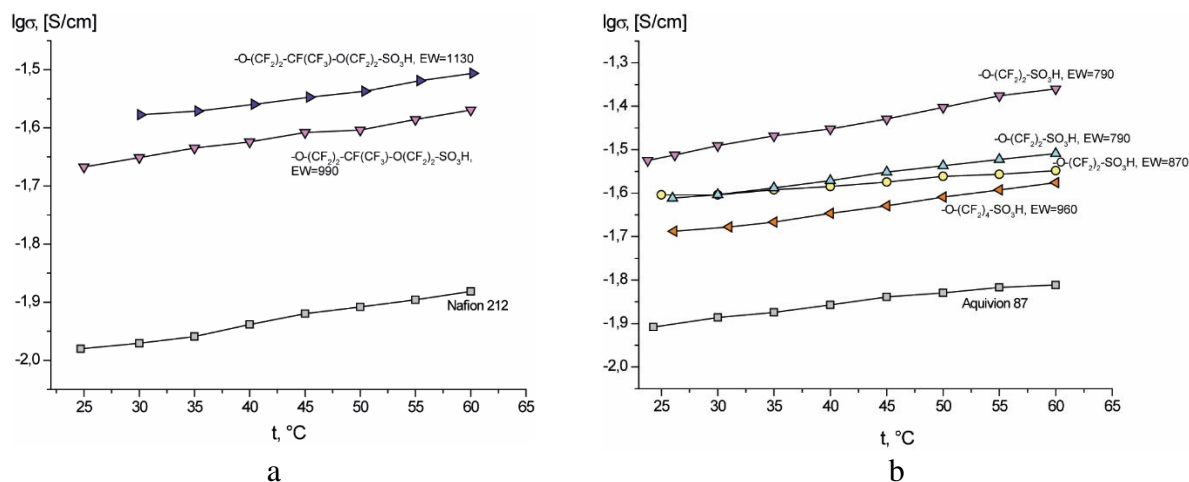 lgσ, [S/cm]
-1,5
-1,6
-1,7
-1,8
-1,9
-2,0
-O-(CF₂)₂-CF(CF₃)-O(CF₂)₂-SO₃H, EW=1130
-O-(CF₂)₂-CF(CF₃)-O(CF₂)₂-SO₃H,
EW=990
Nafion 212
25 30 35 40 45 50 55 60 65
t, °C
a
lgσ, [S/cm]
-1,3
-1,4
-1,5
-1,6
-1,7
-1,8
-1,9
-2,0
-O-(CF₂)₂-SO₃H, EW=790
-O-(CF₂)₂-SO₃H, EW=790
-O-(CF₂)₂-SO₃H, EW=870
-O-(CF₂)₄-SO₃H, EW=960
Aquivion 87
25 30 35 40 45 50 55 60 65
t, °C
b